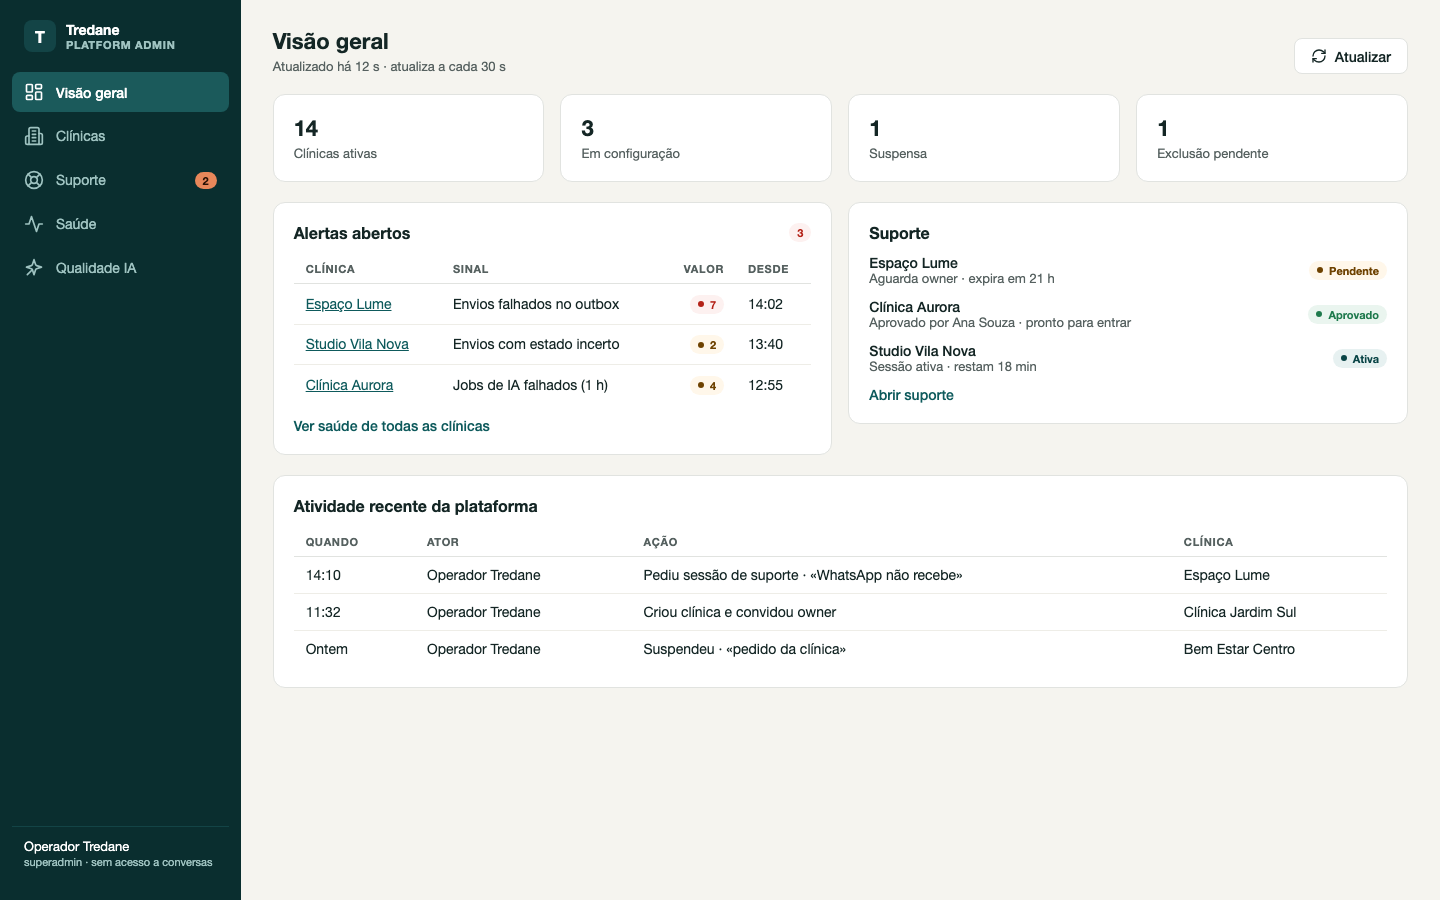 T
Tredane
PLATFORM ADMIN
Visão geral
Clínicas
Suporte 2
Saúde
Qualidade IA
Operador Tredane
superadmin · sem acesso a conversas
Visão geral
Atualizado há 12 s · atualiza a cada 30 s
Atualizar
14
Clínicas ativas
3
Em configuração
1
Suspensa
1
Exclusão pendente
Alertas abertos 3
CLÍNICA SINAL VALOR DESDE
Espaço Lume Envios falhados no outbox 7 14:02
Studio Vila Nova Envios com estado incerto 2 13:40
Clínica Aurora Jobs de IA falhados (1 h) 4 12:55
Ver saúde de todas as clínicas
Suporte
Espaço Lume
Aguarda owner · expira em 21 h
Pendente
Clínica Aurora
Aprovado por Ana Souza · pronto para entrar
Aprovado
Studio Vila Nova
Sessão ativa · restam 18 min
Ativa
Abrir suporte
Atividade recente da plataforma
QUANDO ATOR AÇÃO CLÍNICA
14:10 Operador Tredane Pediu sessão de suporte · «WhatsApp não recebe» Espaço Lume
11:32 Operador Tredane Criou clínica e convidou owner Clínica Jardim Sul
Ontem Operador Tredane Suspendeu · «pedido da clínica» Bem Estar Centro